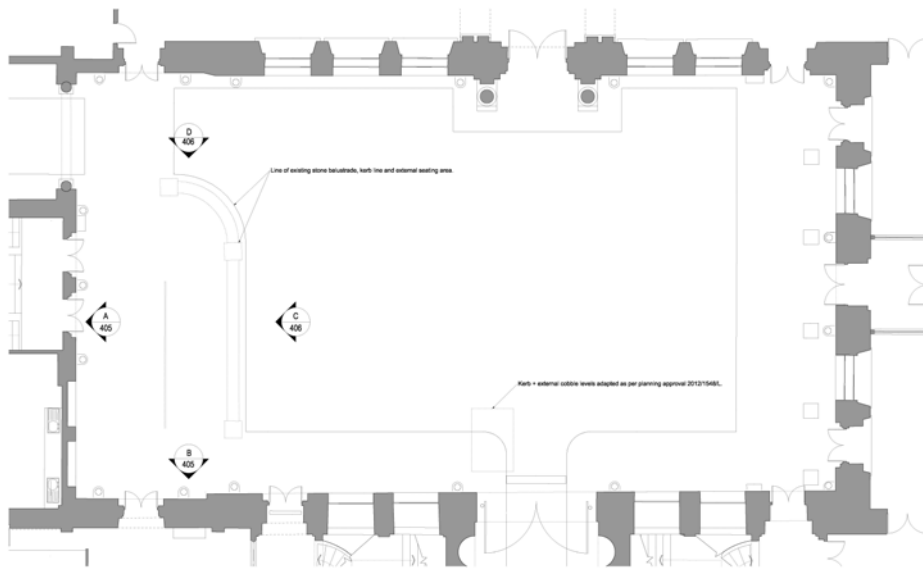 D
406
Line of existing stone balustrade, kerb line and external seating area.
A
405
C
406
Kerb + external cobble levels adapted as per planning approval 2012/1548/L.
B
405